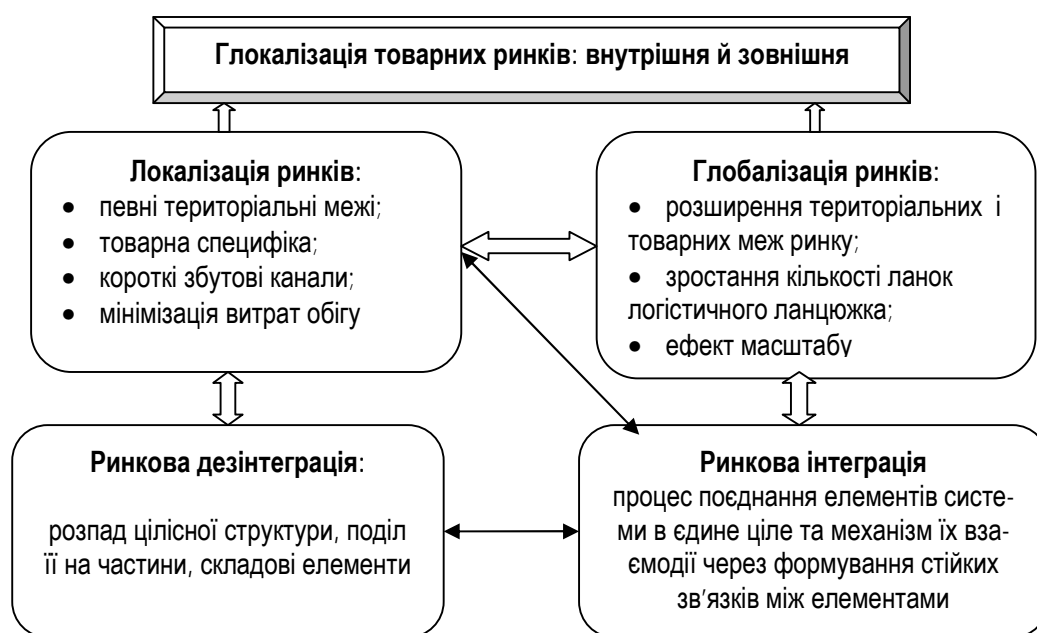 Глокалізація товарних ринків: внутрішня й зовнішня
Локалізація ринків:
• певні територіальні межі;
• товарна специфіка;
• короткі збутові канали;
• мінімізація витрат обігу
Глобалізація ринків:
• розширення територіальних і
товарних меж ринку;
• зростання кількості ланок
логістичного ланцюжка;
• ефект масштабу
Ринкова дезінтеграція:
розпад цілісної структури, поділ
її на частини, складові елементи
Ринкова інтеграція
процес поєднання елементів систе-
ми в єдине ціле та механізм їх вза-
ємодії через формування стійких
зв'язків між елементами